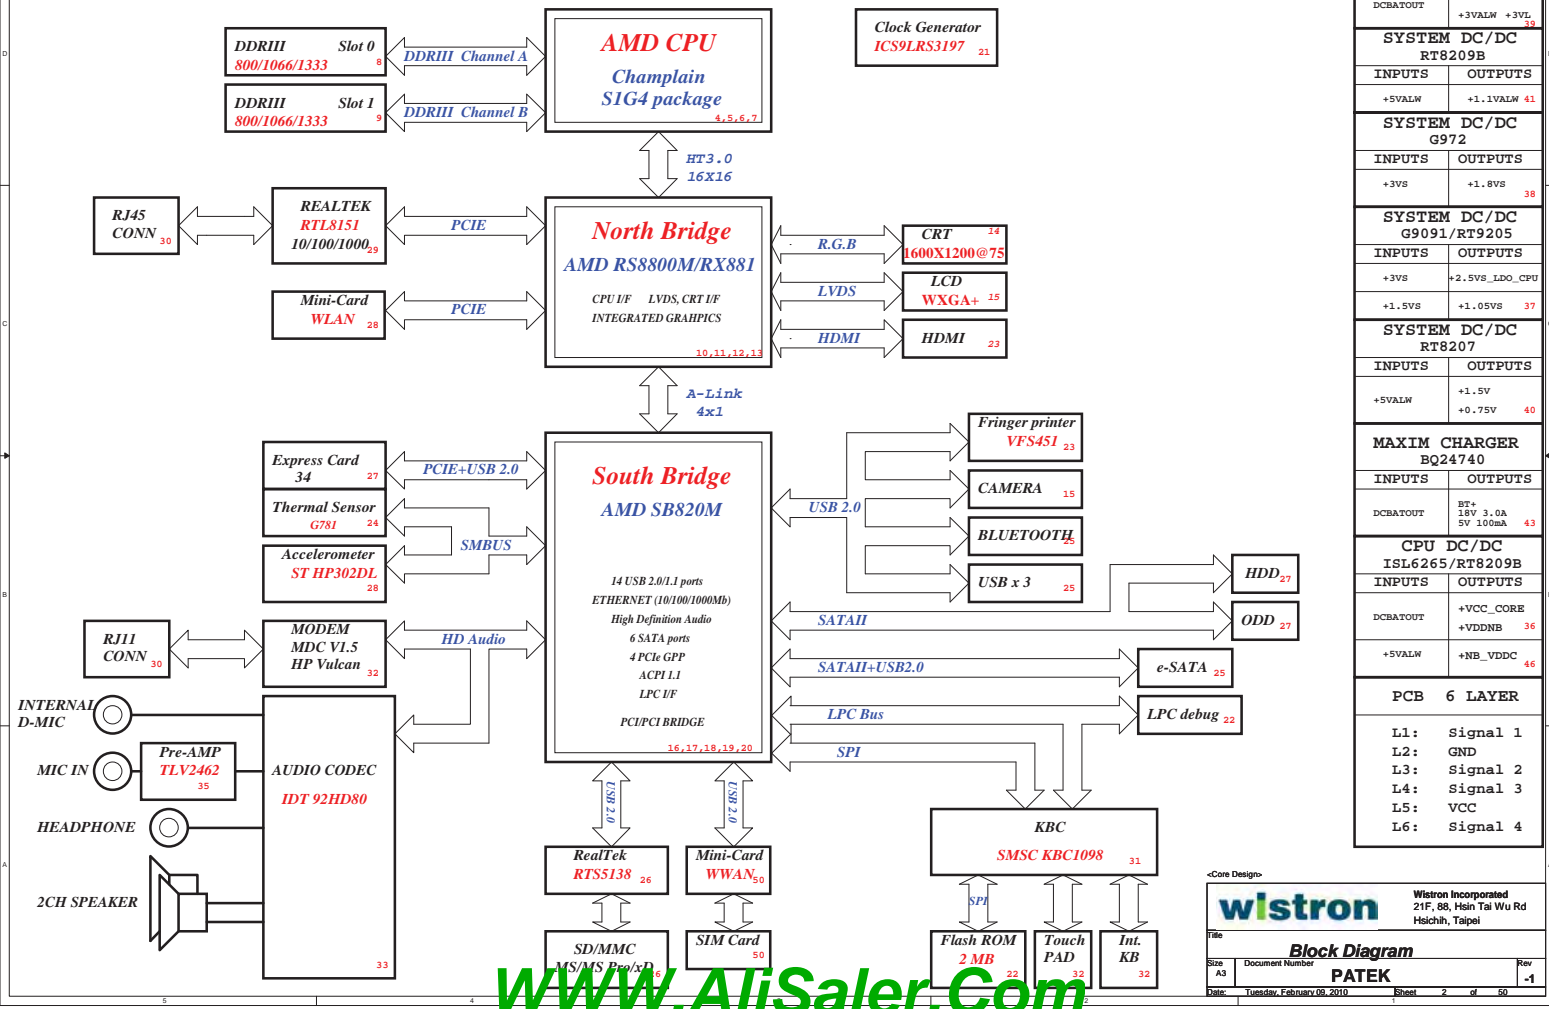 DDRIII Slot 0
800/1066/1333 8
DDRIII Channel A
DDRIII Slot 1
800/1066/1333 9
DDRIII Channel B
AMD CPU
Champlain
S1G4 package
4,5,6,7
Clock Generator
ICS9LRS3197 21
HT3.0
16X16
RJ45
CONN 30
REALTEK
RTL8151
10/100/1000 29
PCIE
Mini-Card
WLAN 28
PCIE
North Bridge
AMD RS8800M/RX881
CPU I/F LVDS, CRT I/F
INTEGRATED GRAHPICS
10,11,12,13
R.G.B
CRT 14
1600X1200@75
LVDS
LCD
WXGA+ 15
HDMI
HDMI 23
A-Link
4x1
Express Card
34 27
PCIE+USB 2.0
Thermal Sensor
G781 24
SMBUS
Accelerometer
ST HP302DL
28
RJ11
CONN 30
MODEM
MDC V1.5
HP Vulcan 32
HD Audio
South Bridge
AMD SB820M
14 USB 2.0/1.1 ports
ETHERNET (10/100/1000Mb)
High Definition Audio
6 SATA ports
4 PCIe GPP
ACPI 1.1
LPC I/F
PCI/PCI BRIDGE
16,17,18,19,20
USB 2.0
Fringer printer
VFS451 23
CAMERA 15
BLUETOOTH 25
USB x 3 25
SATAII
HDD 27
ODD 27
SATAII+USB2.0
e-SATA 25
LPC Bus
LPC debug 22
SPI
INTERNAL
D-MIC
MIC IN
Pre-AMP
TLV2462
35
HEADPHONE
2CH SPEAKER
AUDIO CODEC
IDT 92HD80
33
USB 2.0
USB 2.0
RealTek
RTS5138 26
Mini-Card
WWAN 50
SD/MMC
MS/MS Pro/xD 26
SIM Card
50
KBC
SMSC KBC1098 31
SPI
Flash ROM
2 MB
22
Touch
PAD
32
Int.
KB
32
DCBATOUT
+3VALW +3VL
39
SYSTEM DC/DC
RT8209B
INPUTS OUTPUTS
+5VALW +1.1VALW 41
SYSTEM DC/DC
G972
INPUTS OUTPUTS
+3VS +1.8VS
38
SYSTEM DC/DC
G9091/RT9205
INPUTS OUTPUTS
+3VS +2.5VS_LDO_CPU
+1.5VS +1.05VS 37
SYSTEM DC/DC
RT8207
INPUTS OUTPUTS
+5VALW
+1.5V
+0.75V 40
MAXIM CHARGER
BQ24740
INPUTS OUTPUTS
DCBATOUT
BT+
18V 3.0A
5V 100mA 43
CPU DC/DC
ISL6265/RT8209B
INPUTS OUTPUTS
DCBATOUT
+VCC_CORE
+VDDNB 36
+5VALW +NB_VDDC 46
PCB 6 LAYER
L1: Signal 1
L2: GND
L3: Signal 2
L4: Signal 3
L5: VCC
L6: Signal 4
<Core Design>
wistron
Wistron Incorporated
21F, 88, Hsin Tai Wu Rd
Hsichih, Taipei
Title
Block Diagram
Size
A3
Document Number
PATEK
Rev
-1
Date: Tuesday, February 09, 2010 Sheet 2 of 50
D
C
B
A
5 4 2 1
WWW.AliSaler.Com